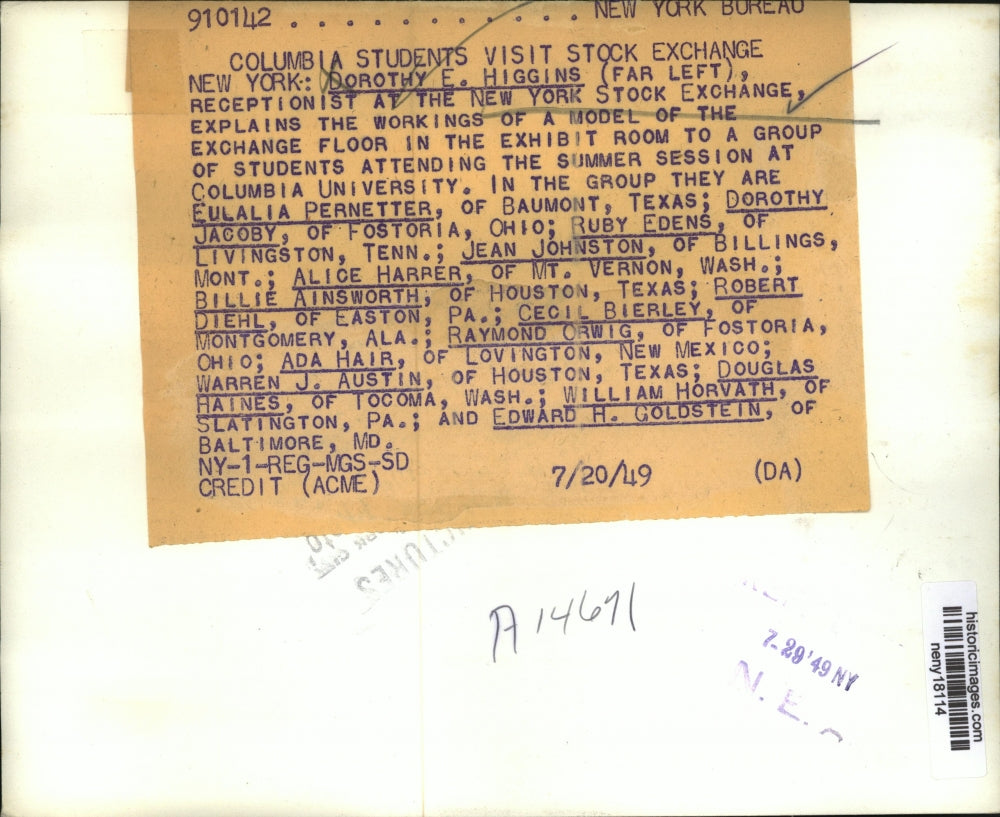 910142 . . . . . . . . . . . . NEW YORK BUREAU
COLUMBIA STUDENTS VISIT STOCK EXCHANGE
NEW YORK: DOROTHY E. HIGGINS (FAR LEFT),
RECEPTIONIST AT THE NEW YORK STOCK EXCHANGE,
EXPLAINS THE WORKINGS OF A MODEL OF THE
EXCHANGE FLOOR IN THE EXHIBIT ROOM TO A GROUP
OF STUDENTS ATTENDING THE SUMMER SESSION AT
COLUMBIA UNIVERSITY. IN THE GROUP THEY ARE
EULALIA PERNETTER, OF BAUMONT, TEXAS; DOROTHY
JACOBY, OF FOSTORIA, OHIO; RUBY EDENS, OF
LIVINGSTON, TENN.; JEAN JOHNSTON, OF BILLINGS,
MONT.; ALICE HARRER, OF MT. VERNON, WASH.;
BILLIE AINSWORTH, OF HOUSTON, TEXAS; ROBERT
DIEHL, OF EASTON, PA.; CECIL BIERLEY, OF
MONTGOMERY, ALA.; RAYMOND ORWIG, OF FOSTORIA,
OHIO; ADA HAIR, OF LOVINGTON, NEW MEXICO;
WARREN J. AUSTIN, OF HOUSTON, TEXAS; DOUGLAS
RAINES, OF TOCOMA, WASH.; WILLIAM HORVATH, OF
SLATINGTON, PA.; AND EDWARD H. GOLDSTEIN, OF
BALTIMORE, MD.
NY-1-REG-MGS-SD
CREDIT (ACME) 7/20/49 (DA)
A14671
7-29'49 NY
N. E.
historicimages.com
neny18114